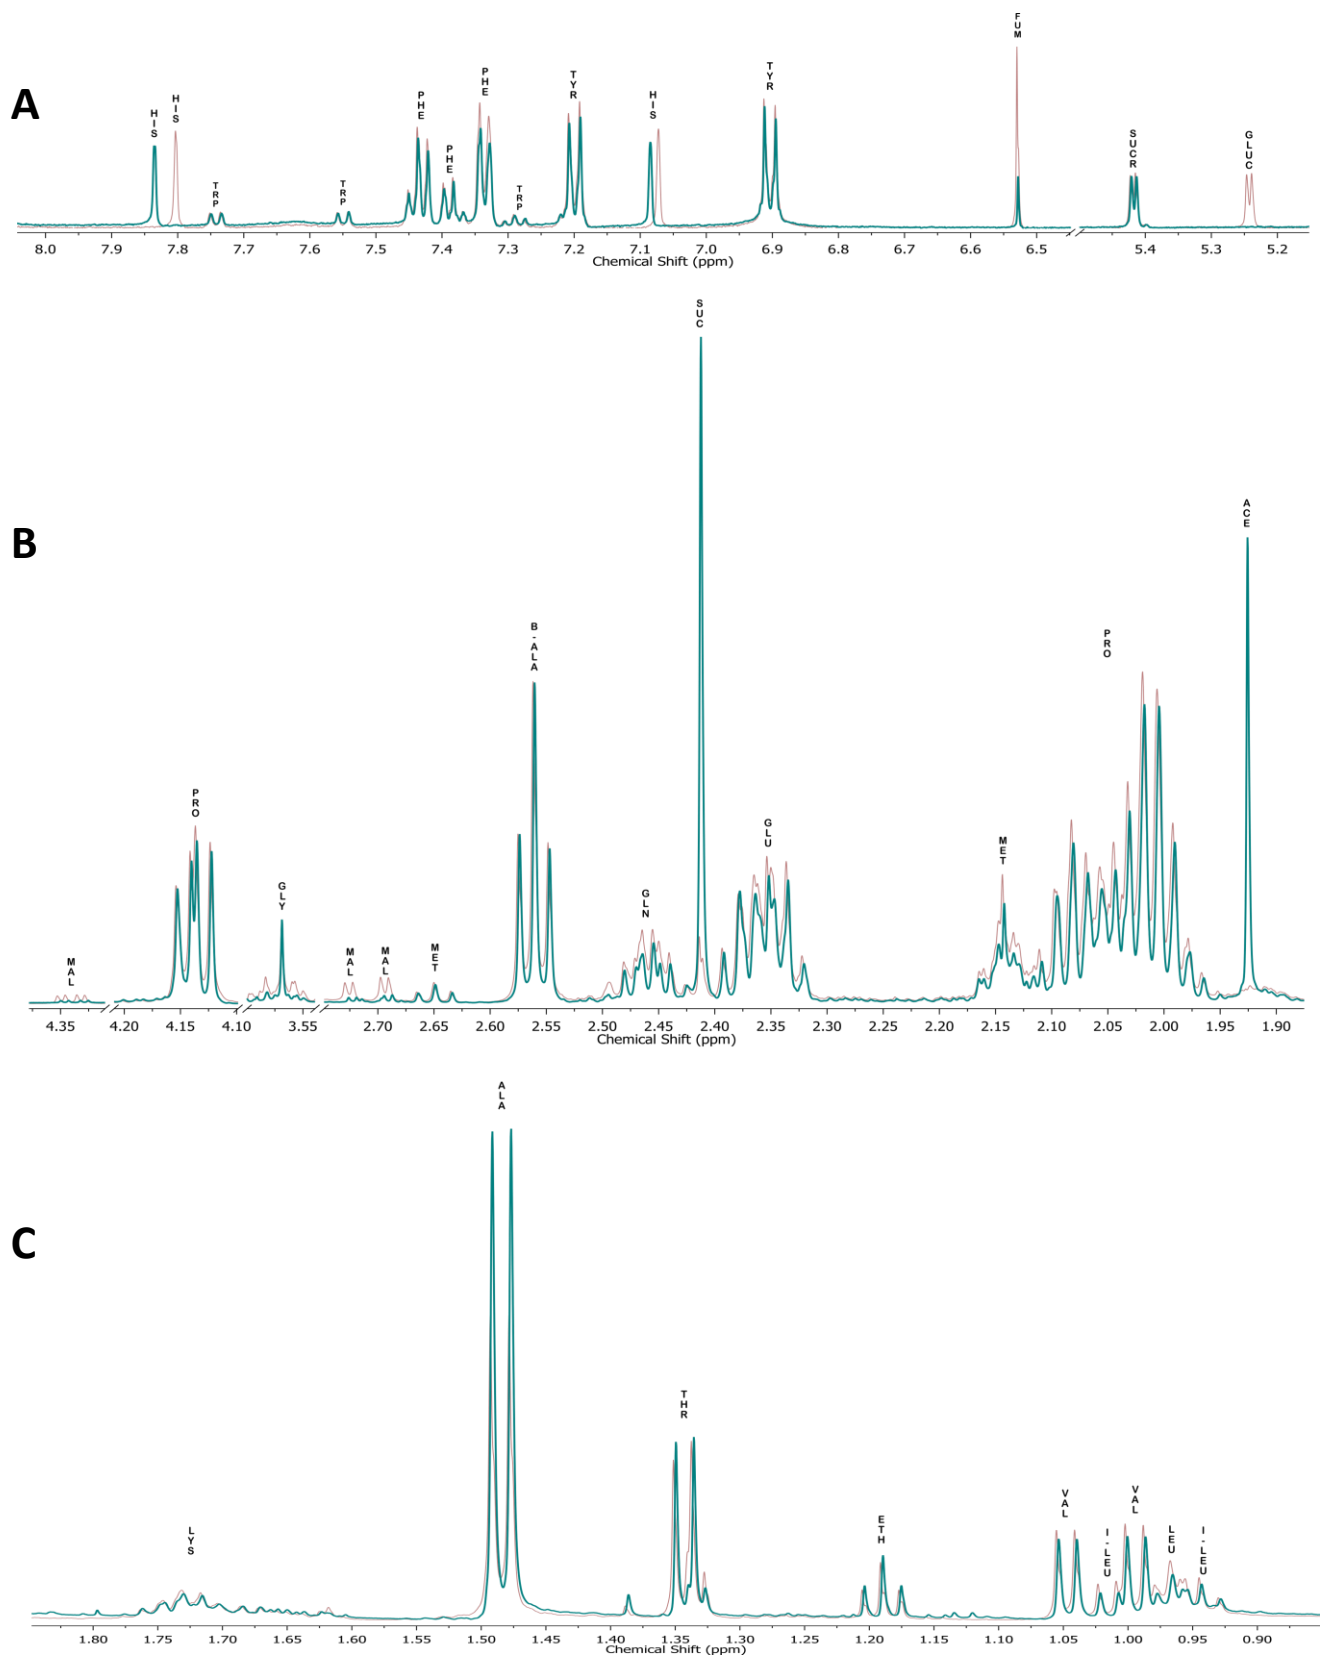 A
HIS
HIS
TRP
TRP
PHE
PHE
PHE
TRP
TYR
HIS
TYR
FUM
SUCR
GLUC
8.0 7.9 7.8 7.7 7.6 7.5 7.4 7.3 7.2 7.1 7.0 6.9 6.8 6.7 6.6 6.5 5.4 5.3 5.2
Chemical Shift (ppm)
B
MAL
PRO
GLY
MAL
MAL
MET
B-ALA
GLN
SUC
GLU
MET
PRO
ACE
4.35 4.20 4.15 4.10 3.55 2.70 2.65 2.60 2.55 2.50 2.45 2.40 2.35 2.30 2.25 2.20 2.15 2.10 2.05 2.00 1.95 1.90
Chemical Shift (ppm)
C
LYS
ALA
THR
ETH
VAL
I-LEU
VAL
LEU
I-LEU
1.80 1.75 1.70 1.65 1.60 1.55 1.50 1.45 1.40 1.35 1.30 1.25 1.20 1.15 1.10 1.05 1.00 0.95 0.90
Chemical Shift (ppm)